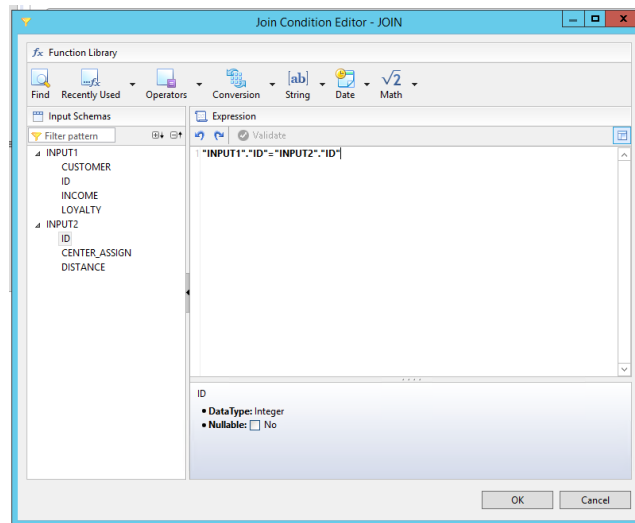 Join Condition Editor - JOIN
fx Function Library
Find Recently Used Operators Conversion String Date Math
Input Schemas
Expression
Filter pattern
Validate
INPUT1
CUSTOMER
ID
INCOME
LOYALTY
INPUT2
ID
CENTER_ASSIGN
DISTANCE
1 "INPUT1"."ID"="INPUT2"."ID"
ID
• DataType: Integer
• Nullable: No
OK Cancel